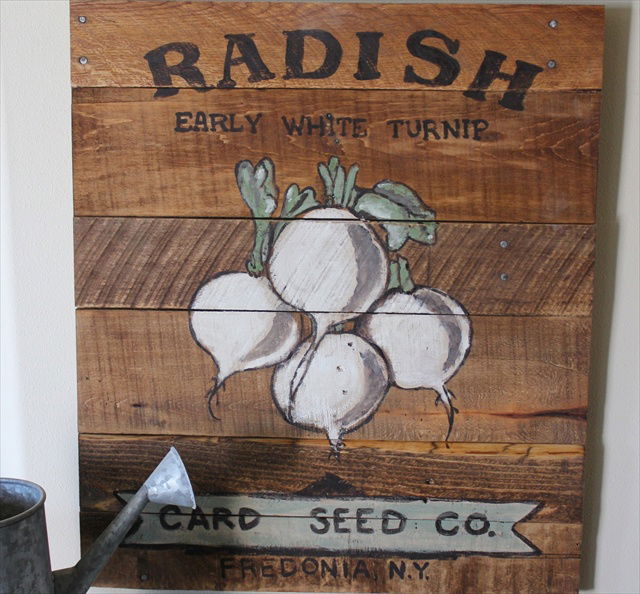 RADISH
EARLY WHITE TURNIP
CARD SEED CO.
FREDONIA, N.Y.